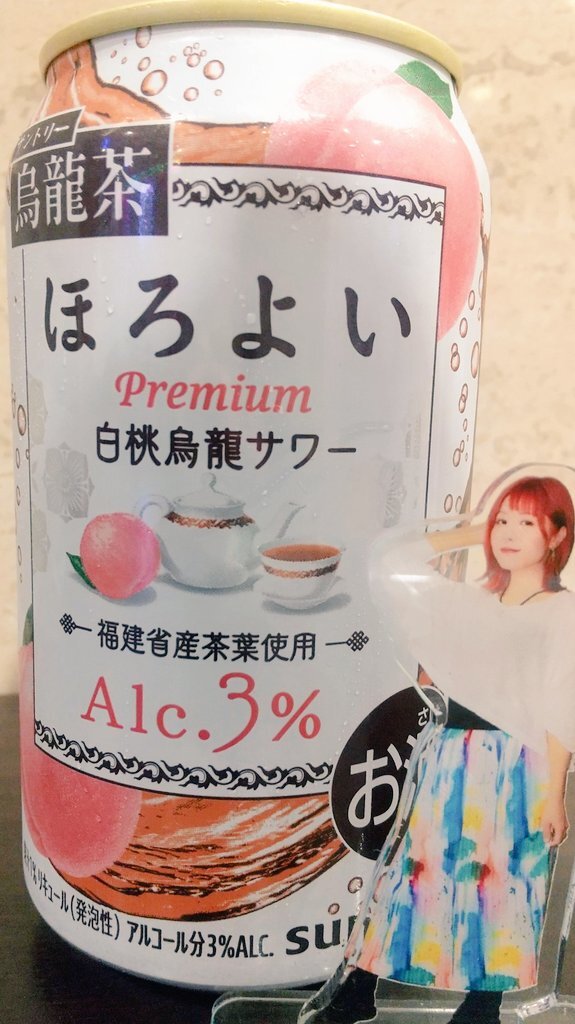 ントリー
烏龍茶
ほろよい
Premium
白桃烏龍サワー
福建省産茶葉使用
Alc.3%
さ
お
リキュール(発泡性) アルコール分3%ALC.
SU